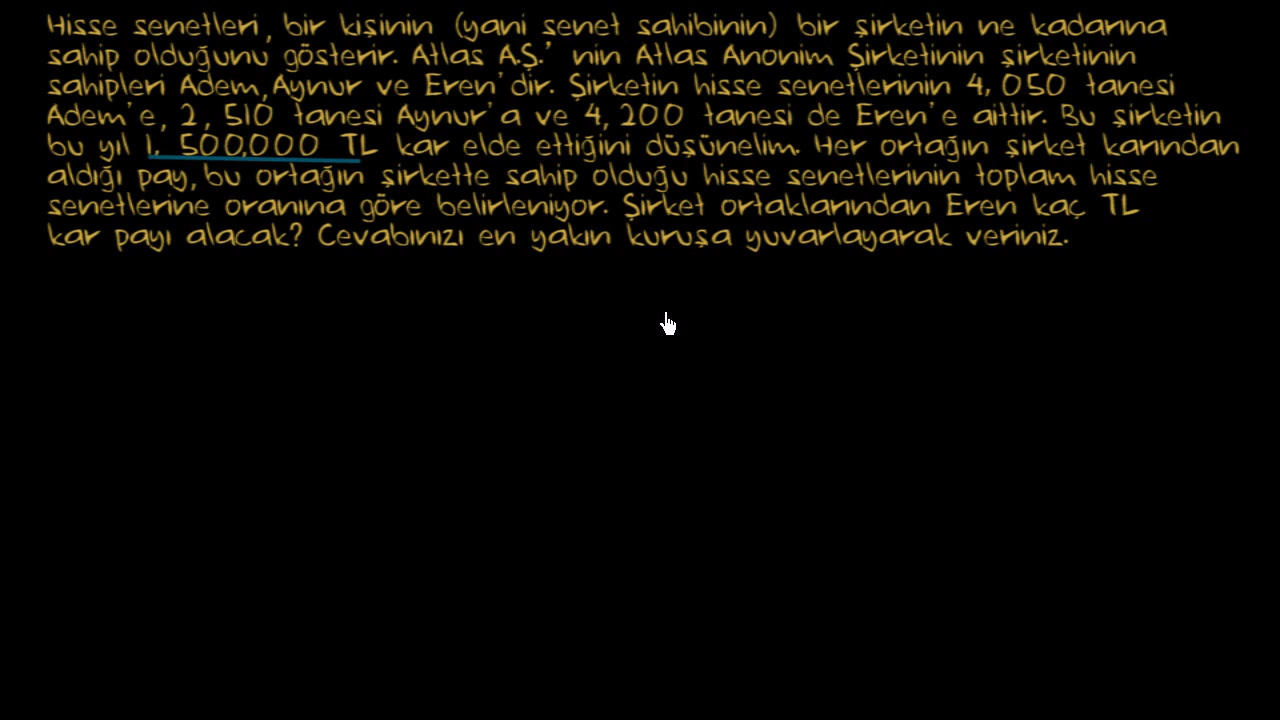 Hisse senetleri, bir kişinin (yani senet sahibinin) bir şirketin ne kadarına
sahip olduğunu gösterir. Atlas A.Ş.' nin Atlas Anonim Şirketinin şirketinin
sahipleri Adem, Aynur ve Eren'dir. Şirketin hisse senetlerinin 4, 050 tanesi
Adem'e, 2, 510 tanesi Aynur'a ve 4, 200 tanesi de Eren'e aittir. Bu şirketin
bu yıl 1, 500,000 TL kar elde ettiğini düşünelim. Her ortağın şirket karından
aldığı pay, bu ortağın şirkette sahip olduğu hisse senetlerinin toplam hisse
senetlerine oranına göre belirleniyor. Şirket ortaklarından Eren kaç TL
kar payı alacak? Cevabınızı en yakın kuruşa yuvarlayarak veriniz.